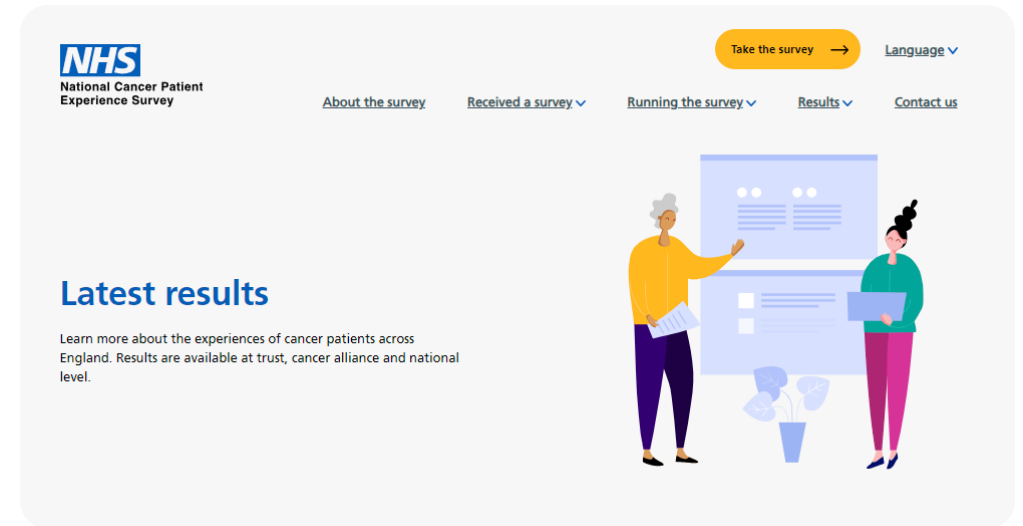 NHS
National Cancer Patient
Experience Survey
Take the survey
Language
About the survey
Received a survey
Running the survey
Results
Contact us
Latest results
Learn more about the experiences of cancer patients across
England. Results are available at trust, cancer alliance and national
level.